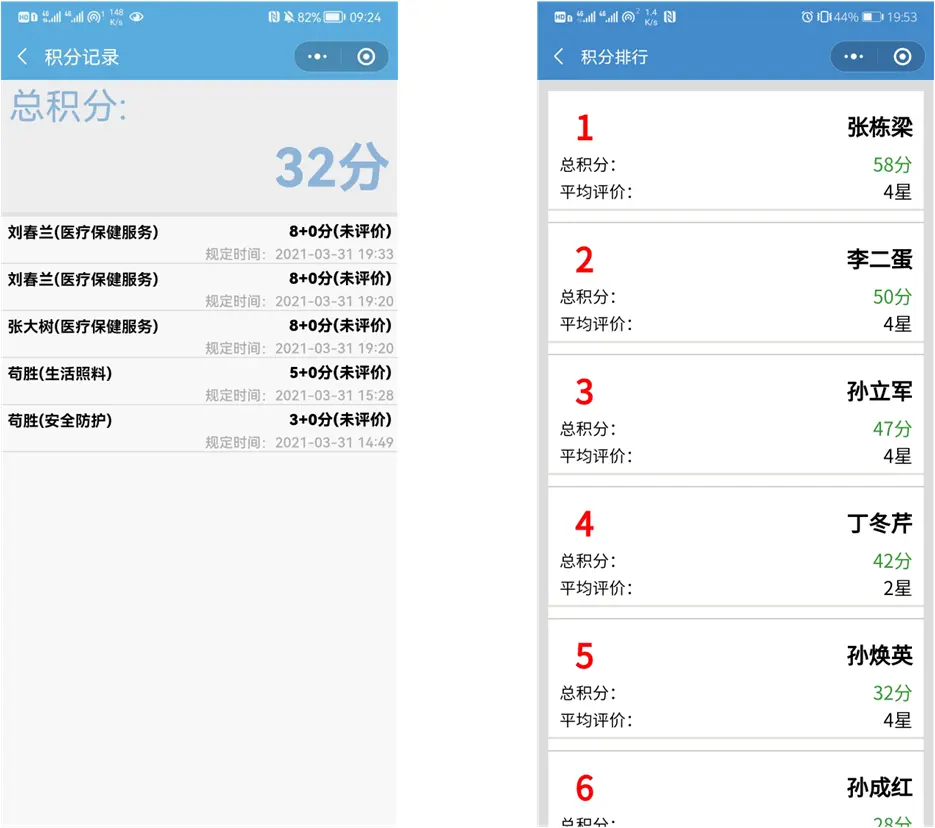 148
K/s
82%
09:24
积分记录
总积分:
32分
刘春兰(医疗保健服务)
8+0分(未评价)
规定时间: 2021-03-31 19:33
刘春兰(医疗保健服务)
8+0分(未评价)
规定时间: 2021-03-31 19:20
张大树(医疗保健服务)
8+0分(未评价)
规定时间: 2021-03-31 19:20
苟胜(生活照料)
5+0分(未评价)
规定时间: 2021-03-31 15:28
苟胜(安全防护)
3+0分(未评价)
规定时间: 2021-03-31 14:49
1.4
K/s
44%
19:53
积分排行
1
张栋梁
总积分:
58分
平均评价:
4星
2
李二蛋
总积分:
50分
平均评价:
4星
3
孙立军
总积分:
47分
平均评价:
4星
4
丁冬芹
总积分:
42分
平均评价:
2星
5
孙焕英
总积分:
32分
平均评价:
4星
6
孙成红
总积分:
28分